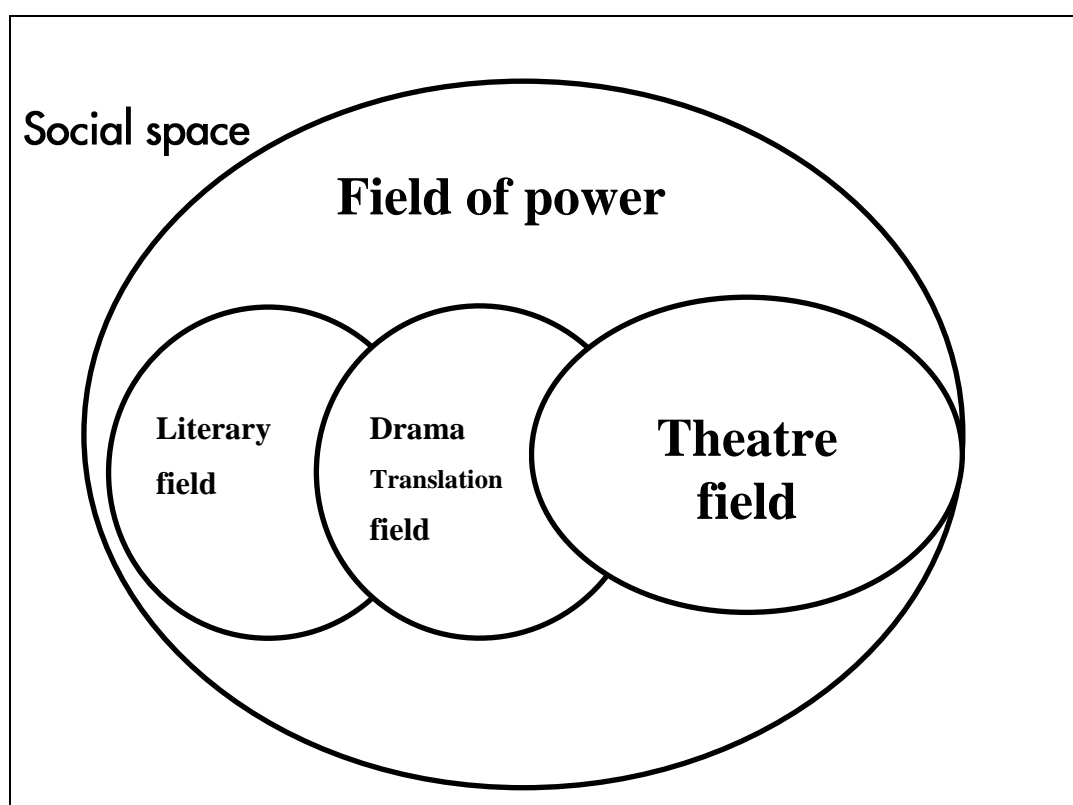 Social space
Field of power
Literary
field
Drama
Translation
field
Theatre
field